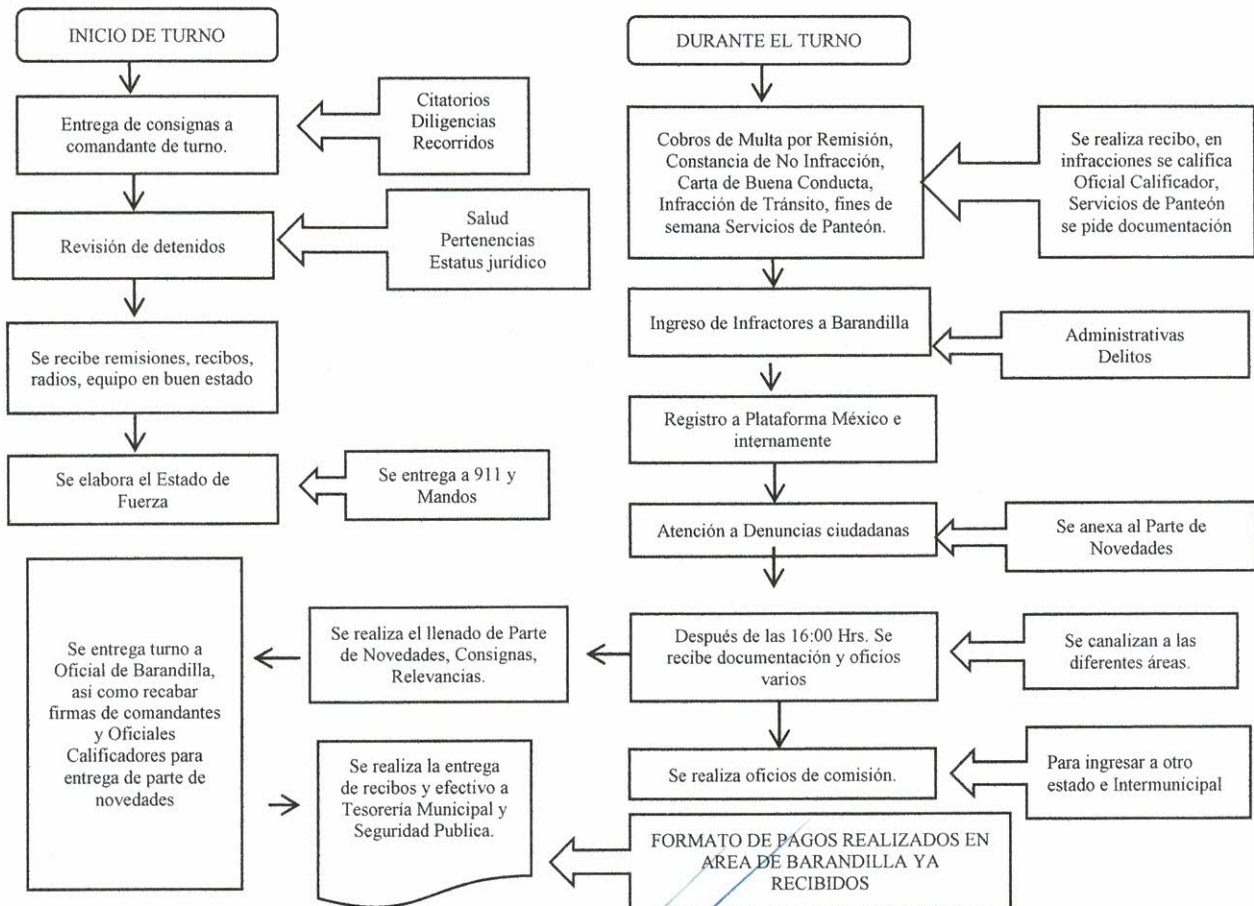 INICIO DE TURNO
Entrega de consignas a
comandante de turno.
Citatorios
Diligencias
Recorridos
Revisión de detenidos
Salud
Pertenencias
Estatus jurídico
Se recibe remisiones, recibos,
radios, equipo en buen estado
Se elabora el Estado de
Fuerza
Se entrega a 911 y
Mandos
DURANTE EL TURNO
Cobros de Multa por Remisión,
Constancia de No Infracción,
Carta de Buena Conducta,
Infracción de Tránsito, fines de
semana Servicios de Panteón.
Se realiza recibo, en
infracciones se califica
Oficial Calificador,
Servicios de Panteón
se pide documentación
Ingreso de Infractores a Barandilla
Administrativas
Delitos
Registro a Plataforma México e
internamente
Atención a Denuncias ciudadanas
Se anexa al Parte de
Novedades
Después de las 16:00 Hrs. Se
recibe documentación y oficios
varios
Se canalizan a las
diferentes áreas.
Se realiza oficios de comisión.
Para ingresar a otro
estado e Intermunicipal
Se realiza el llenado de Parte
de Novedades, Consignas,
Relevancias.
Se entrega turno a
Oficial de Barandilla,
así como recabar
firmas de comandantes
y Oficiales
Calificadores para
entrega de parte de
novedades
Se realiza la entrega
de recibos y efectivo a
Tesorería Municipal y
Seguridad Publica.
FORMATO DE PAGOS REALIZADOS EN
AREA DE BARANDILLA YA
RECIBIDOS